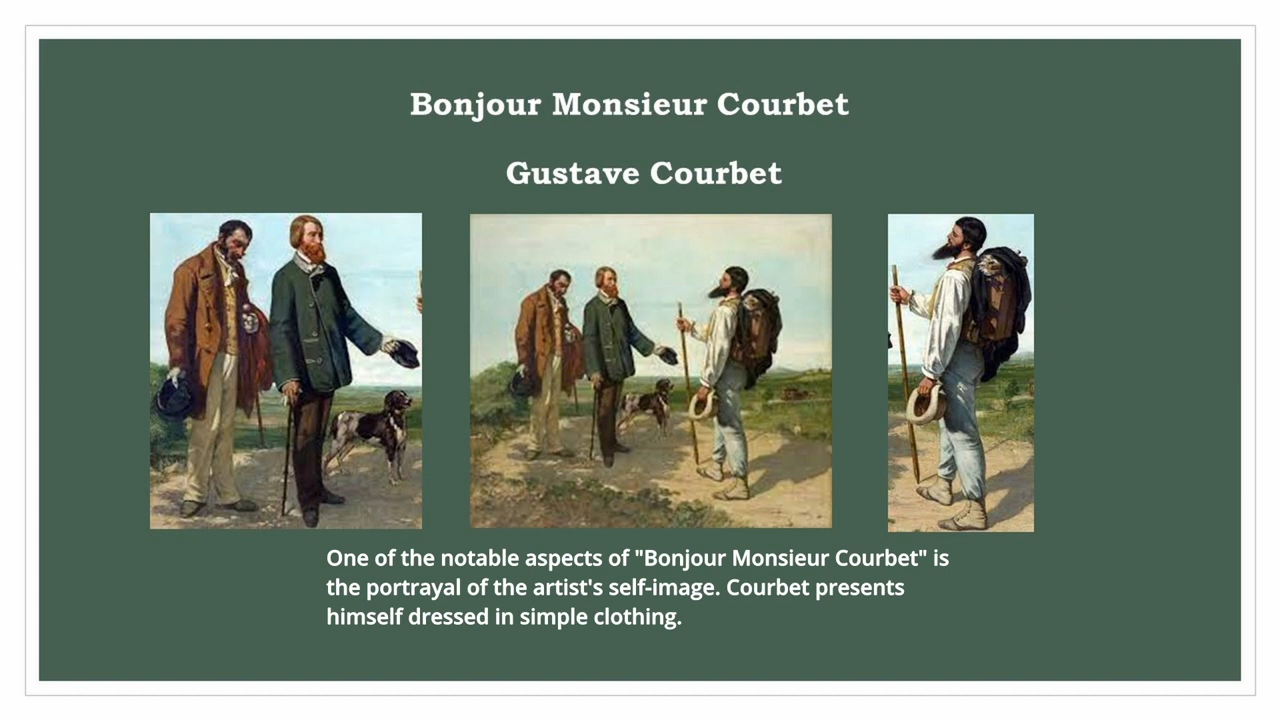 Bonjour Monsieur Courbet
Gustave Courbet
One of the notable aspects of "Bonjour Monsieur Courbet" is
the portrayal of the artist's self-image. Courbet presents
himself dressed in simple clothing.